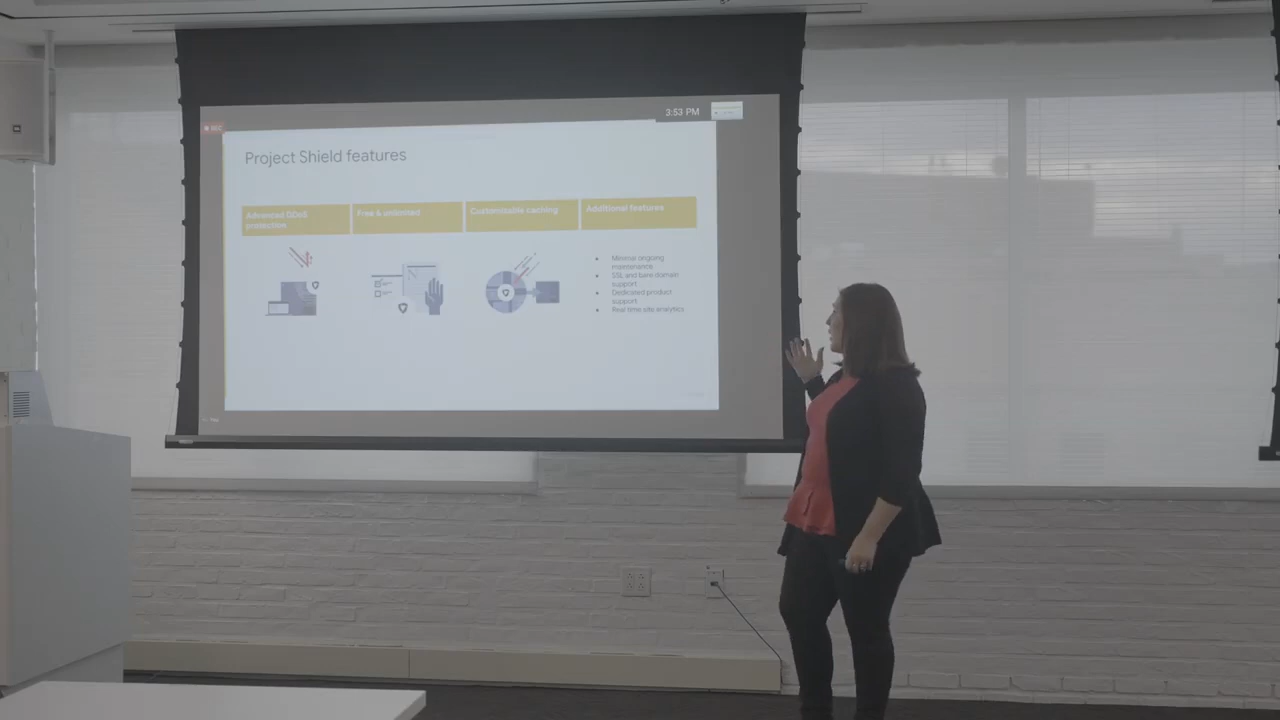 3:53 PM
REC
Project Shield features
Advanced DDoS
protection
Free & unlimited
Customizable caching
Additional features
Minimal ongoing
maintenance
SSL and bare domain
support
Dedicated product
support
Real time site analytics